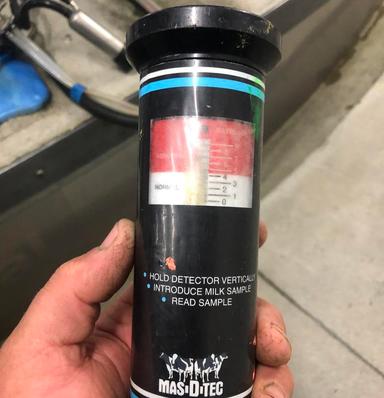 NORMAL
4
3
2
1
0
HOLD DETECTOR VERTICALLY
INTRODUCE MILK SAMPLE
READ SAMPLE
MAS-D-TEC